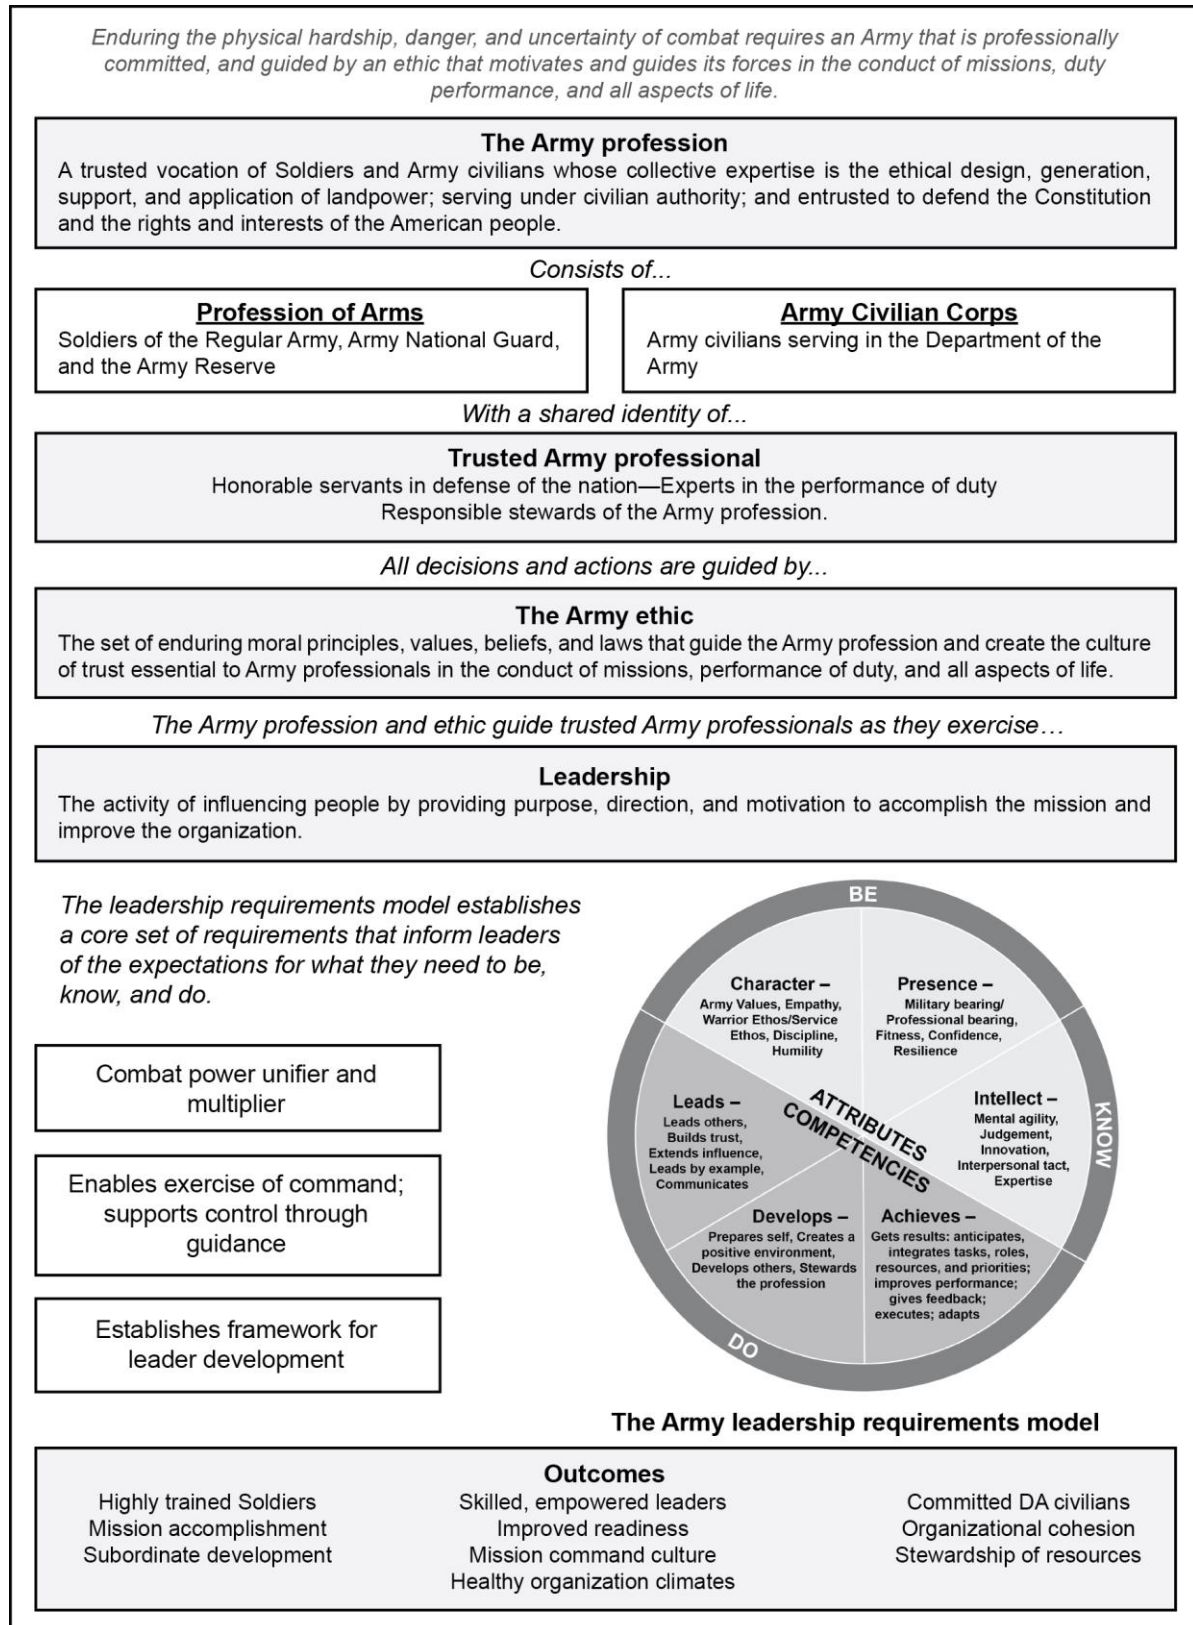 Enduring the physical hardship, danger, and uncertainty of combat requires an Army that is professionally
committed, and guided by an ethic that motivates and guides its forces in the conduct of missions, duty
performance, and all aspects of life.
The Army profession
A trusted vocation of Soldiers and Army civilians whose collective expertise is the ethical design, generation,
support, and application of landpower; serving under civilian authority; and entrusted to defend the Constitution
and the rights and interests of the American people.
Consists of...
Profession of Arms
Soldiers of the Regular Army, Army National Guard,
and the Army Reserve
Army Civilian Corps
Army civilians serving in the Department of the
Army
With a shared identity of...
Trusted Army professional
Honorable servants in defense of the nation—Experts in the performance of duty
Responsible stewards of the Army profession.
All decisions and actions are guided by...
The Army ethic
The set of enduring moral principles, values, beliefs, and laws that guide the Army profession and create the culture
of trust essential to Army professionals in the conduct of missions, performance of duty, and all aspects of life.
The Army profession and ethic guide trusted Army professionals as they exercise…
Leadership
The activity of influencing people by providing purpose, direction, and motivation to accomplish the mission and
improve the organization.
The leadership requirements model establishes
a core set of requirements that inform leaders
of the expectations for what they need to be,
know, and do.
Combat power unifier and
multiplier
Enables exercise of command;
supports control through
guidance
Establishes framework for
leader development
BE
Character –
Army Values, Empathy,
Warrior Ethos/Service
Ethos, Discipline,
Humility
Presence –
Military bearing/
Professional bearing,
Fitness, Confidence,
Resilience
KNOW
Intellect –
Mental agility,
Judgement,
Innovation,
Interpersonal tact,
Expertise
ATTRIBUTES
COMPETENCIES
Leads –
Leads others,
Builds trust,
Extends influence,
Leads by example,
Communicates
Develops –
Prepares self, Creates a
positive environment,
Develops others, Stewards
the profession
Achieves –
Gets results: anticipates,
integrates tasks, roles,
resources, and priorities;
improves performance;
gives feedback;
executes; adapts
DO
The Army leadership requirements model
Outcomes
Highly trained Soldiers
Mission accomplishment
Subordinate development
Skilled, empowered leaders
Improved readiness
Mission command culture
Healthy organization climates
Committed DA civilians
Organizational cohesion
Stewardship of resources